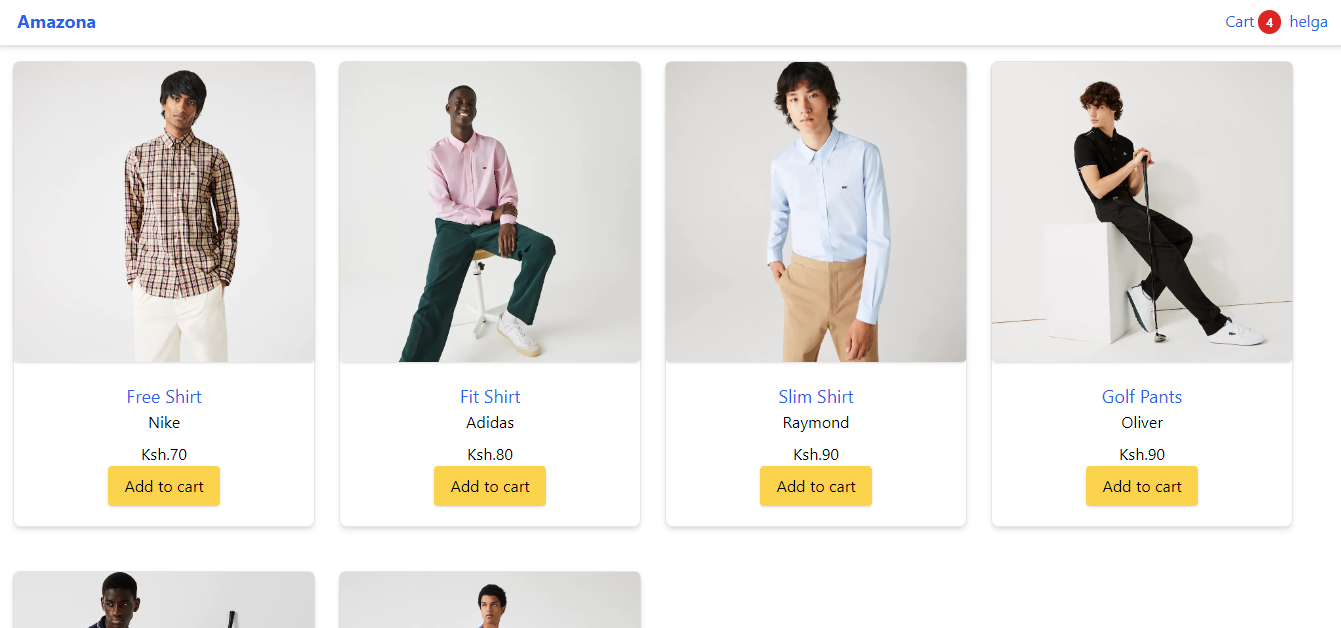 Amazona
Cart 4 helga
Free Shirt
Nike
Ksh.70
Add to cart
Fit Shirt
Adidas
Ksh.80
Add to cart
Slim Shirt
Raymond
Ksh.90
Add to cart
Golf Pants
Oliver
Ksh.90
Add to cart